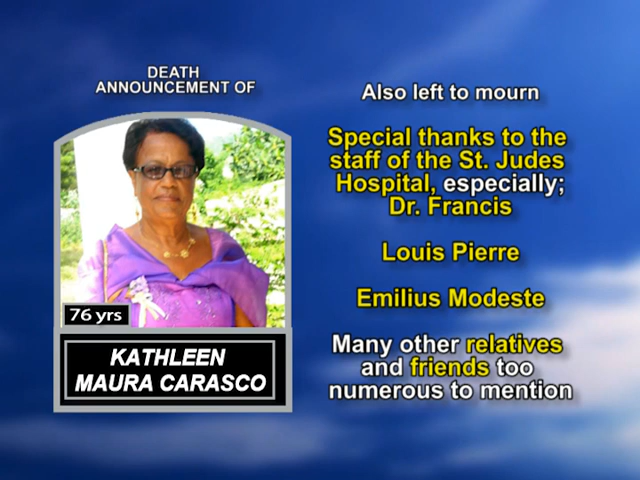 DEATH
ANNOUNCEMENT OF
76 yrs
KATHLEEN
MAURA CARASCO
Also left to mourn
Special thanks to the
staff of the St. Judes
Hospital, especially;
Dr. Francis
Louis Pierre
Emilius Modeste
Many other relatives
and friends too
numerous to mention